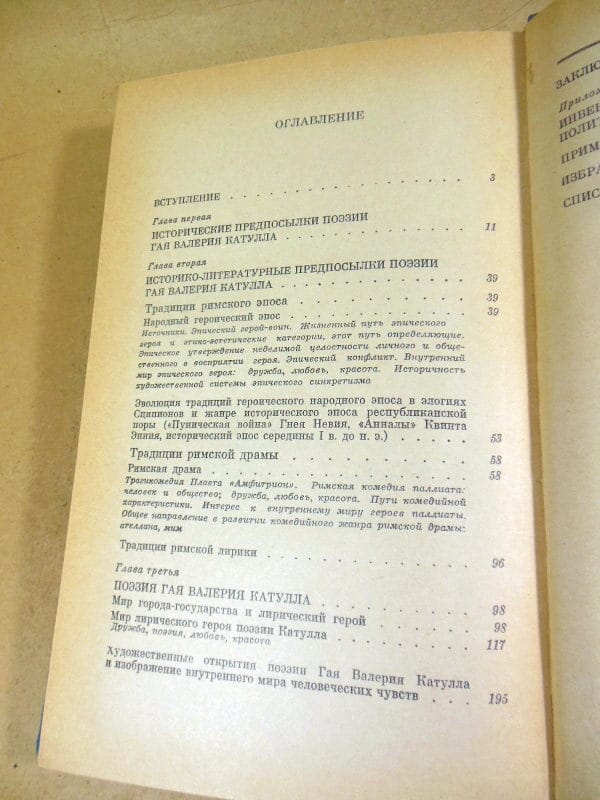 ОГЛАВЛЕНИЕ
ВСТУПЛЕНИЕ . . . . . . . . . . . . . . . 3
Глава первая
ИСТОРИЧЕСКИЕ ПРЕДПОСЫЛКИ ПОЭЗИИ
ГАЯ ВАЛЕРИЯ КАТУЛЛА . . . . . . . . . . . 11
Глава вторая
ИСТОРИКО-ЛИТЕРАТУРНЫЕ ПРЕДПОСЫЛКИ ПОЭЗИИ
ГАЯ ВАЛЕРИЯ КАТУЛЛА . . . . . . . . . . . 39
Традиции римского эпоса . . . . . . . . . . 39
Народный героический эпос . . . . . . . . . . 39
Источники. Эпический герой-воин. Жизненный путь эпического
героя и этико-эстетические категории, этот путь определяющие.
Эпическое утверждение неделимой целостности личного и обще-
ственного в восприятии героя. Эпический конфликт. Внутренний
мир эпического героя: дружба, любовь, красота. Историчность
художественной системы эпического синкретизма
Эволюция традиций героического народного эпоса в элогиях
Сципионов и жанре исторического эпоса республиканской
поры («Пуническая война» Гнея Невия, «Анналы» Квинта
Энния, исторический эпос середины I в. до н. э.) . . . . . 53
Традиции римской драмы . . . . . . . . . . 58
Римская драма . . . . . . . . . . . . . 58
Трагикомедия Плавта «Амфитрион». Римская комедия паллиата:
человек и общество; дружба, любовь, красота. Пути комедийной
характеристики. Интерес к внутреннему миру героев паллиаты.
Общее направление в развитии комедийного жанра римской драмы:
ателлана, мим
Традиции римской лирики . . . . . . . . . . 96
Глава третья
ПОЭЗИЯ ГАЯ ВАЛЕРИЯ КАТУЛЛА . . . . . . . . 98
Мир города-государства и лирический герой . . . . . . 98
Мир лирического героя поэзии Катулла . . . . . . . 117
Дружба, поэзия, любовь, красота
Художественные открытия поэзии Гая Валерия Катулла
и изображение внутреннего мира человеческих чувств . . . 195
ЗАКЛЮ
Прилож
ИНВЕК
ПОЛИТ
ПРИМ
ИЗБРА
СПИС